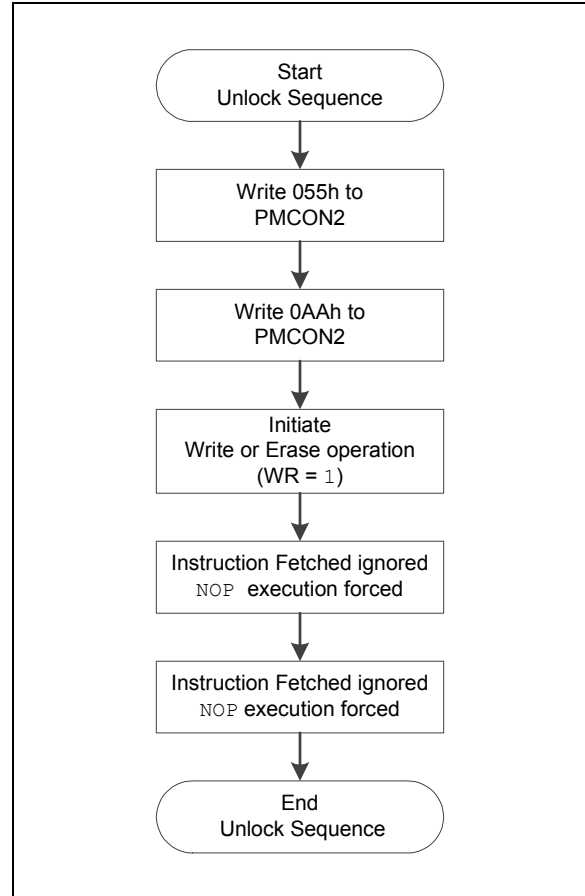 Start
Unlock Sequence
Write 055h to
PMCON2
Write 0AAh to
PMCON2
Initiate
Write or Erase operation
(WR = 1)
Instruction Fetched ignored
NOP execution forced
Instruction Fetched ignored
NOP execution forced
End
Unlock Sequence